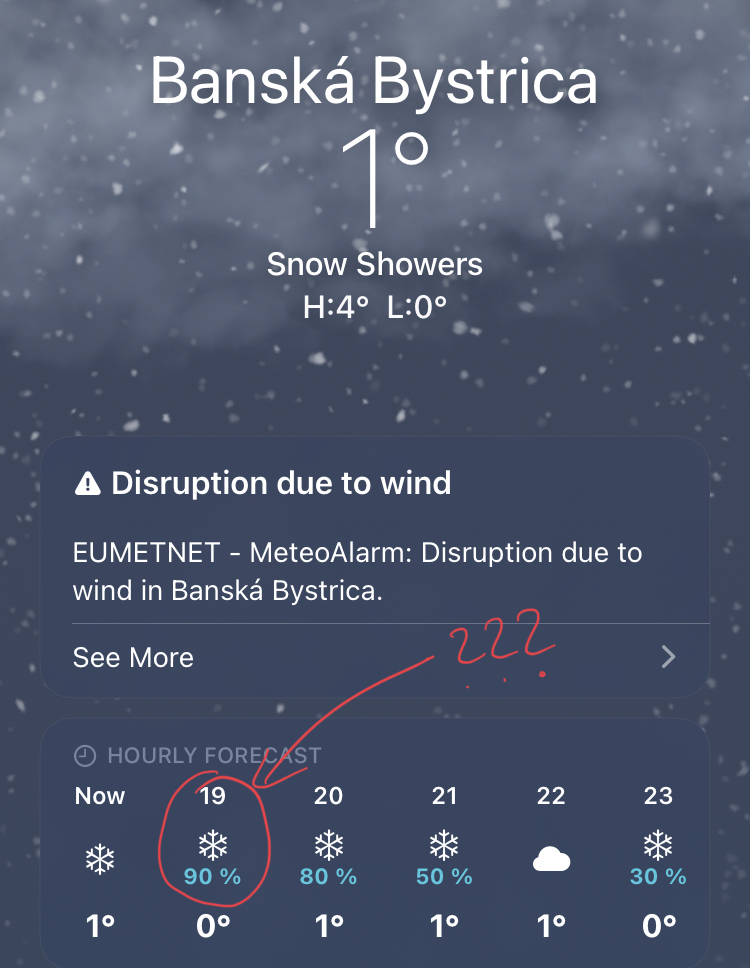 Banská Bystrica
1°
Snow Showers
H:4° L:0°
Disruption due to wind
EUMETNET - MeteoAlarm: Disruption due to
wind in Banská Bystrica.
???
See More
HOURLY FORECAST
Now 19 20 21 22 23
90 % 80 % 50 % 30 %
1° 0° 1° 1° 1° 0°